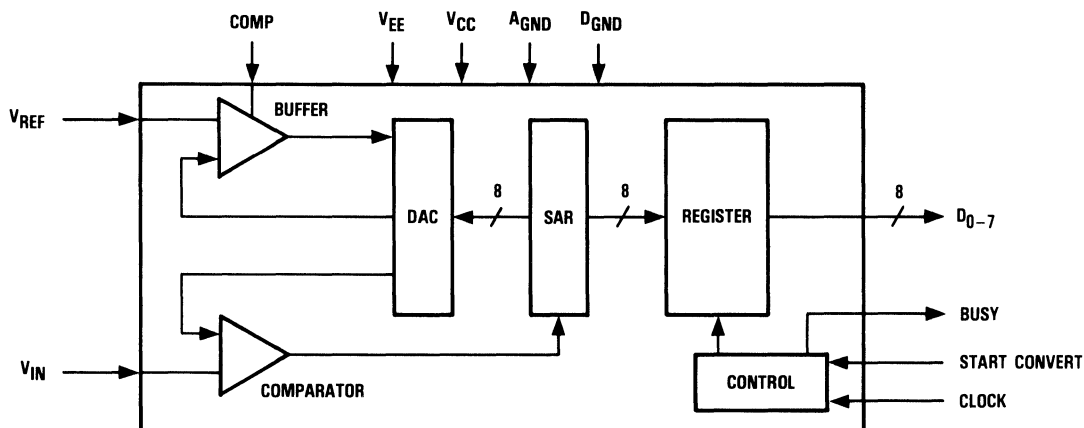 COMP
V_EE
V_CC
A_GND
D_GND
V_REF
BUFFER
DAC
8
SAR
8
REGISTER
8
D_0–7
V_IN
COMPARATOR
CONTROL
BUSY
START CONVERT
CLOCK